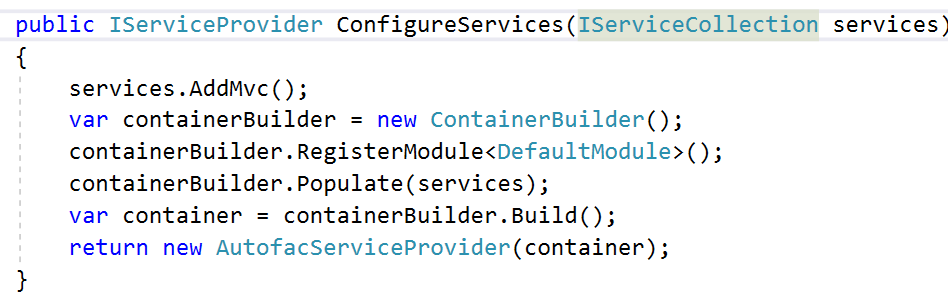 public IServiceProvider ConfigureServices(IServiceCollection services)
{
    services.AddMvc();
    var containerBuilder = new ContainerBuilder();
    containerBuilder.RegisterModule<DefaultModule>();
    containerBuilder.Populate(services);
    var container = containerBuilder.Build();
    return new AutofacServiceProvider(container);
}